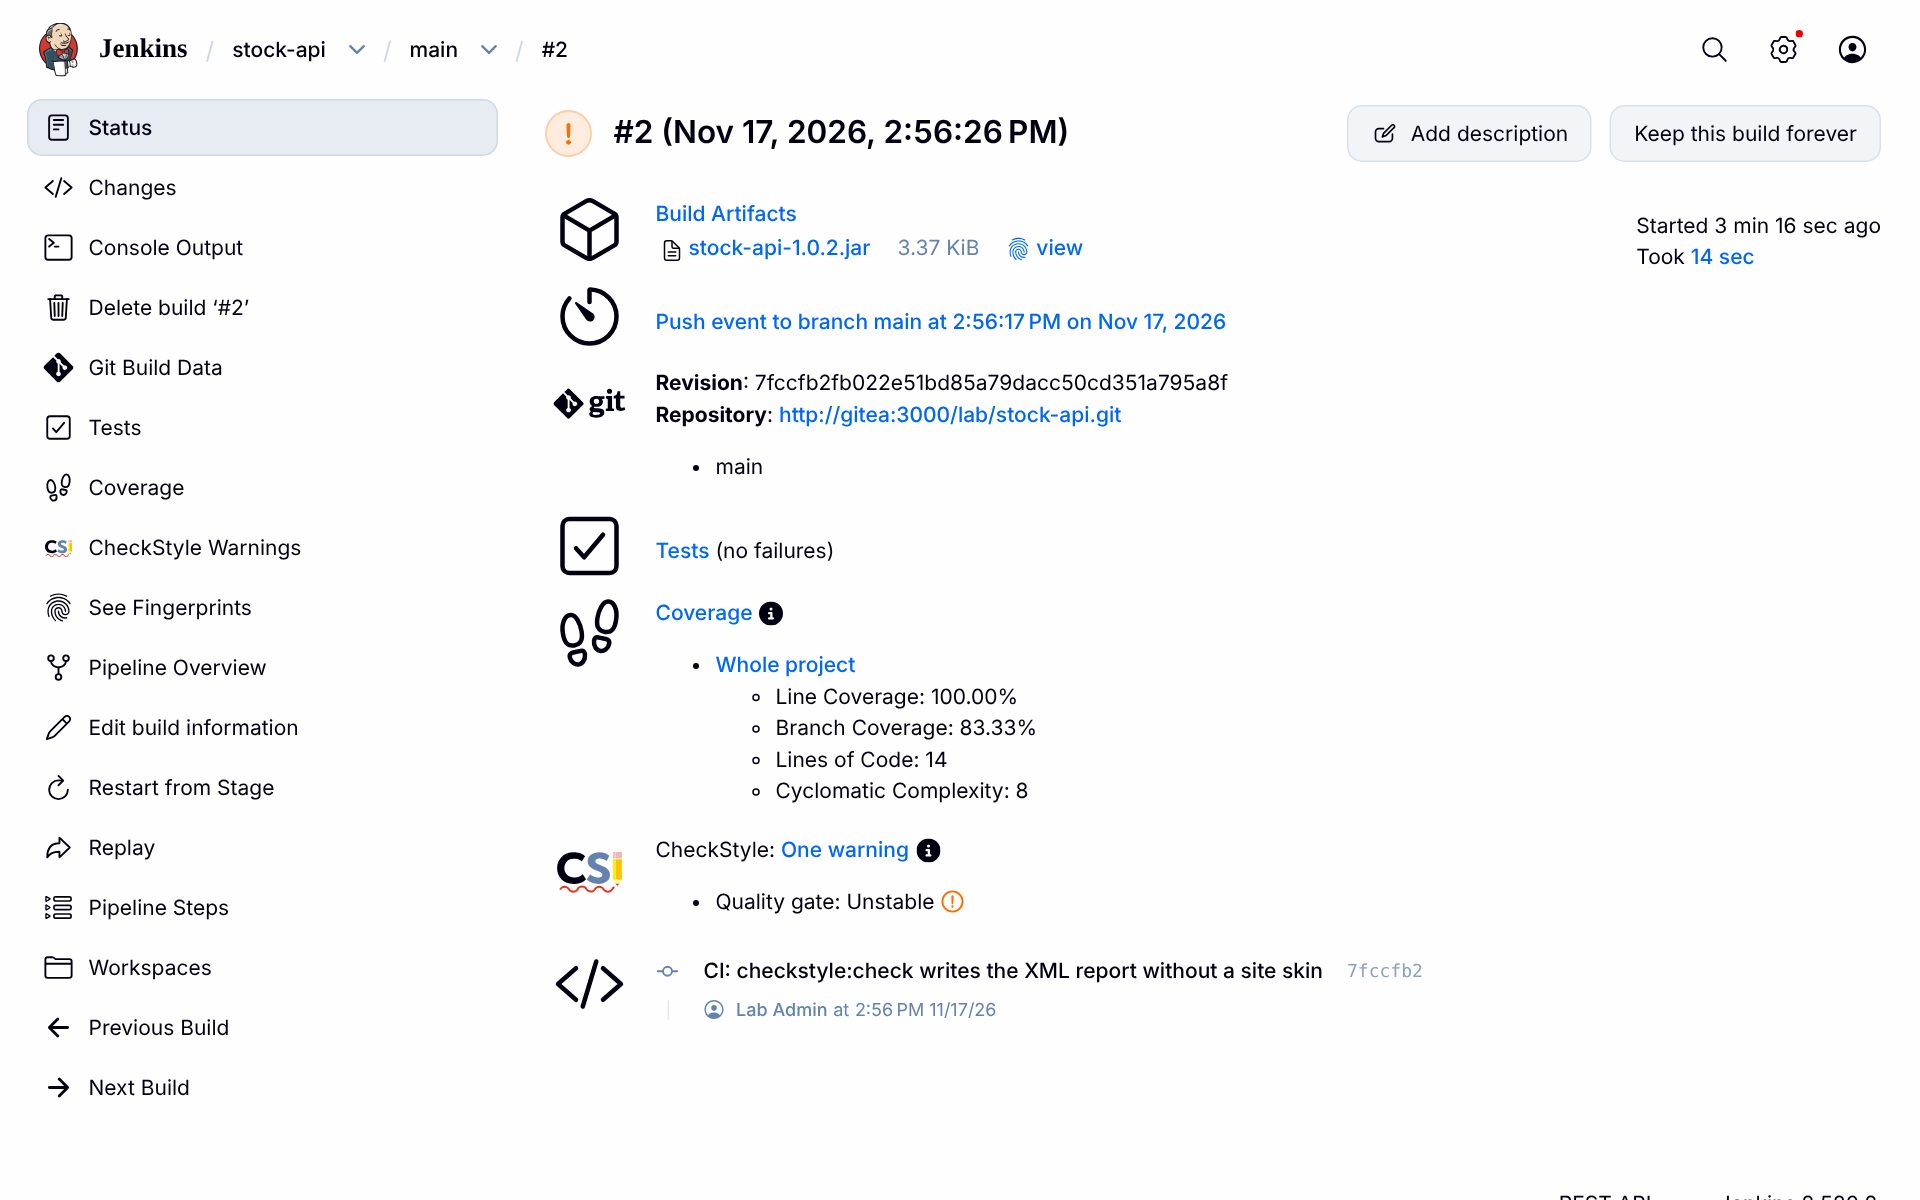 Jenkins / stock-api / main / #2
Status
Changes
Console Output
Delete build ‘#2’
Git Build Data
Tests
Coverage
CSi CheckStyle Warnings
See Fingerprints
Pipeline Overview
Edit build information
Restart from Stage
Replay
Pipeline Steps
Workspaces
Previous Build
Next Build
#2 (Nov 17, 2026, 2:56:26 PM)
Add description
Keep this build forever
Started 3 min 16 sec ago
Took 14 sec
Build Artifacts
stock-api-1.0.2.jar 3.37 KiB view
Push event to branch main at 2:56:17 PM on Nov 17, 2026
git
Revision: 7fccfb2fb022e51bd85a79dacc50cd351a795a8f
Repository: http://gitea:3000/lab/stock-api.git
main
Tests (no failures)
Coverage
Whole project
Line Coverage: 100.00%
Branch Coverage: 83.33%
Lines of Code: 14
Cyclomatic Complexity: 8
CSi
CheckStyle: One warning
Quality gate: Unstable
CI: checkstyle:check writes the XML report without a site skin 7fccfb2
Lab Admin at 2:56 PM 11/17/26
REST API